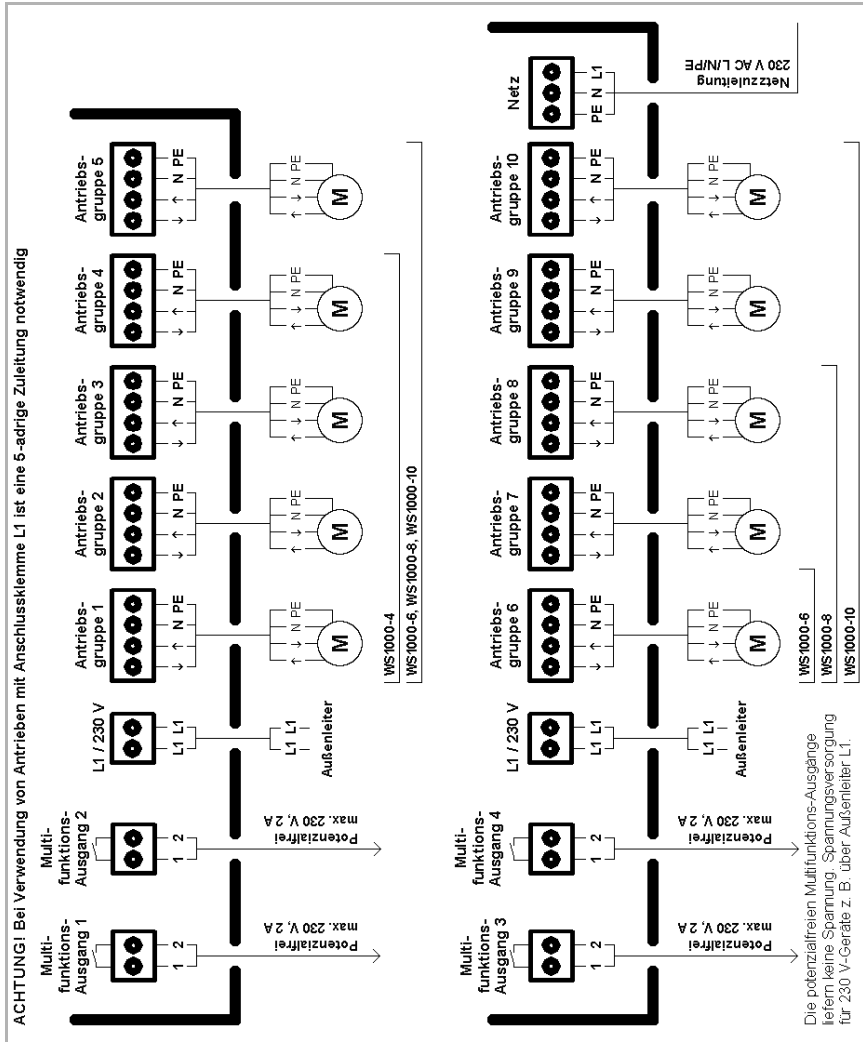 ACHTUNG! Bei Verwendung von Antrieben mit Anschlussklemme L1 ist eine 5-adrige Zuleitung notwendig
Multi-
funktions-
Ausgang 1
1 2
Potenzialfrei
max. 230 V, 2 A
Multi-
funktions-
Ausgang 2
1 2
Potenzialfrei
max. 230 V, 2 A
L1 / 230 V
L1 L1
L1 L1
Außenleiter
Antriebs-
gruppe 1
↓ ↑ N PE
↑ ↓ N PE
M
Antriebs-
gruppe 2
↓ ↑ N PE
↑ ↓ N PE
M
Antriebs-
gruppe 3
↓ ↑ N PE
↑ ↓ N PE
M
Antriebs-
gruppe 4
↓ ↑ N PE
↑ ↓ N PE
M
Antriebs-
gruppe 5
↓ ↑ N PE
↑ ↓ N PE
M
WS1000-4
WS1000-6, WS1000-8, WS1000-10
Multi-
funktions-
Ausgang 3
1 2
Potenzialfrei
max. 230 V, 2 A
Multi-
funktions-
Ausgang 4
1 2
Potenzialfrei
max. 230 V, 2 A
L1 / 230 V
L1 L1
L1 L1
Außenleiter
Antriebs-
gruppe 6
↓ ↑ N PE
↑ ↓ N PE
M
Antriebs-
gruppe 7
↓ ↑ N PE
↑ ↓ N PE
M
Antriebs-
gruppe 8
↓ ↑ N PE
↑ ↓ N PE
M
Antriebs-
gruppe 9
↓ ↑ N PE
↑ ↓ N PE
M
Antriebs-
gruppe 10
↓ ↑ N PE
↑ ↓ N PE
M
Netz
PE N L1
Netzzuleitung
230 V AC L/N/PE
WS1000-6
WS1000-8
WS1000-10
Die potenzialfreien Multifunktions-Ausgänge
liefern keine Spannung. Spannungsversorgung
für 230 V-Geräte z. B. über Außenleiter L1.